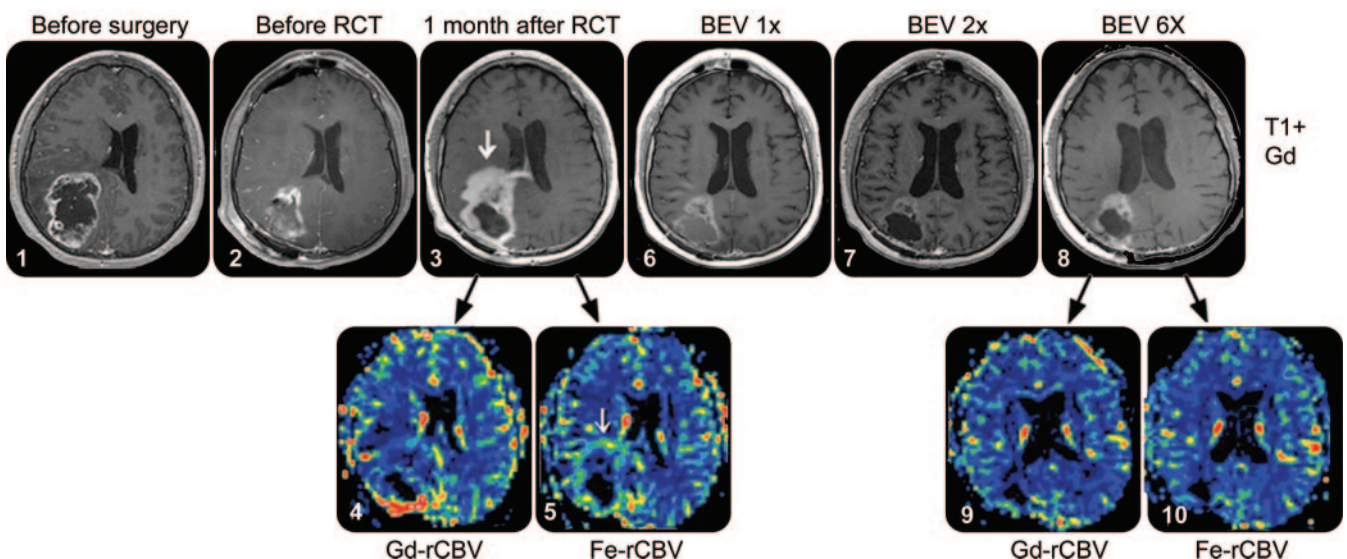 Before surgery
Before RCT
1 month after RCT
BEV 1x
BEV 2x
BEV 6X
T1+
Gd
1
2
3
6
7
8
4
5
9
10
Gd-rCBV
Fe-rCBV
Gd-rCBV
Fe-rCBV